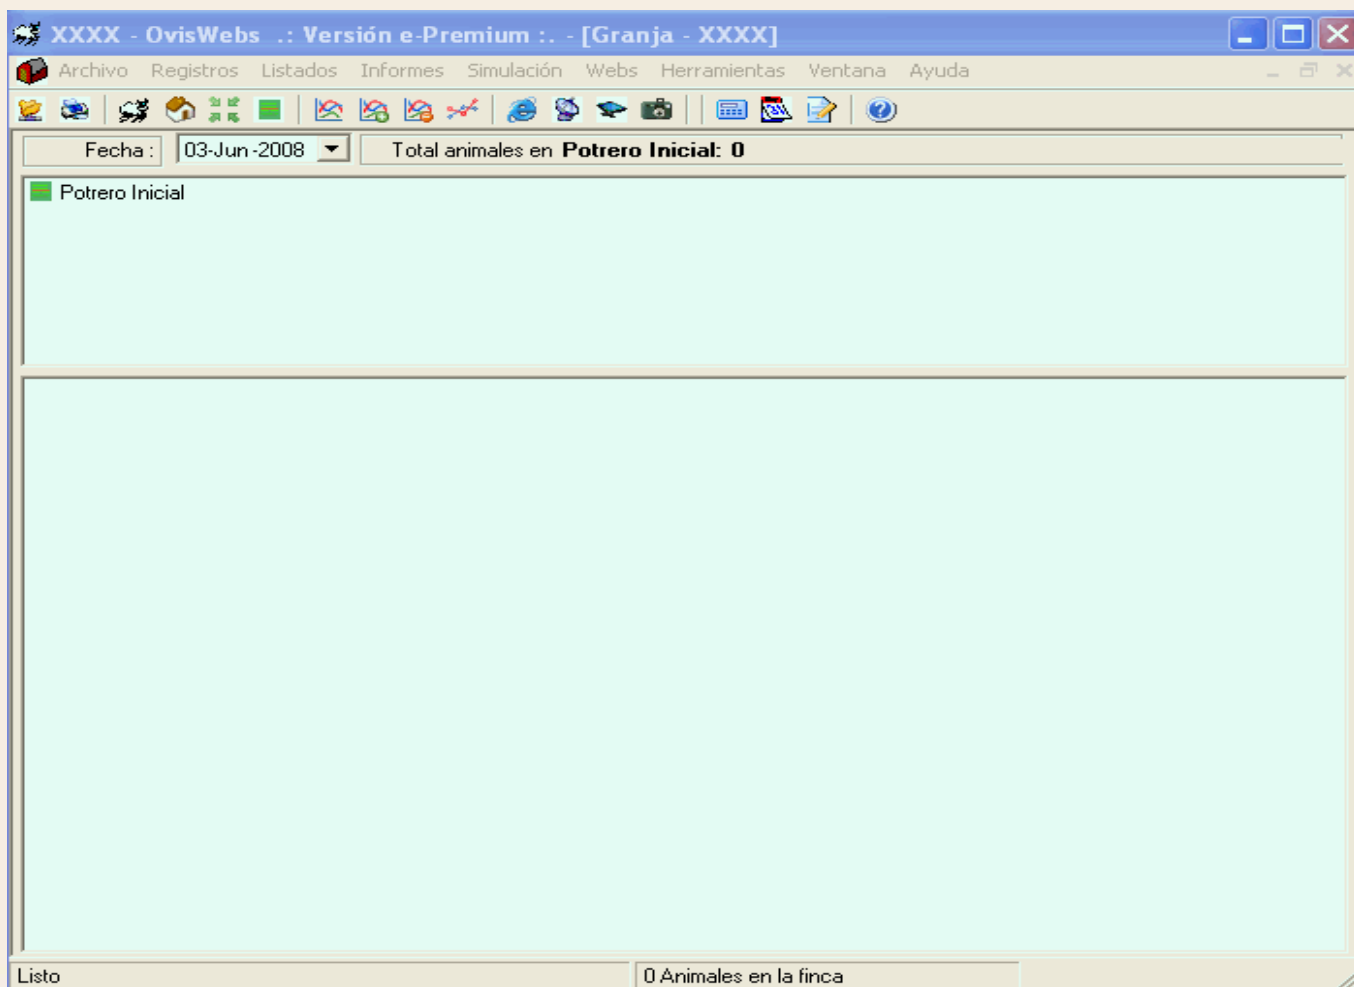 XXXX - OvisWebs .: Versión e-Premium :. - [Granja - XXXX]
Archivo Registros Listados Informes Simulación Webs Herramientas Ventana Ayuda
Fecha : 03-Jun-2008 Total animales en Potrero Inicial: 0
Potrero Inicial
Listo 0 Animales en la finca